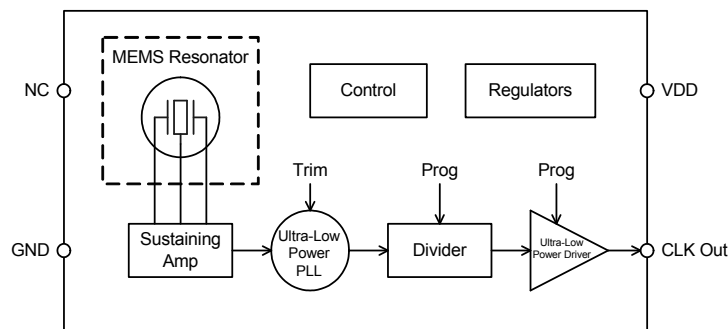 MEMS Resonator
NC
Control
Regulators
VDD
Trim
Prog
Prog
GND
Sustaining
Amp
Ultra-Low
Power
PLL
Divider
Ultra-Low
Power Driver
CLK Out